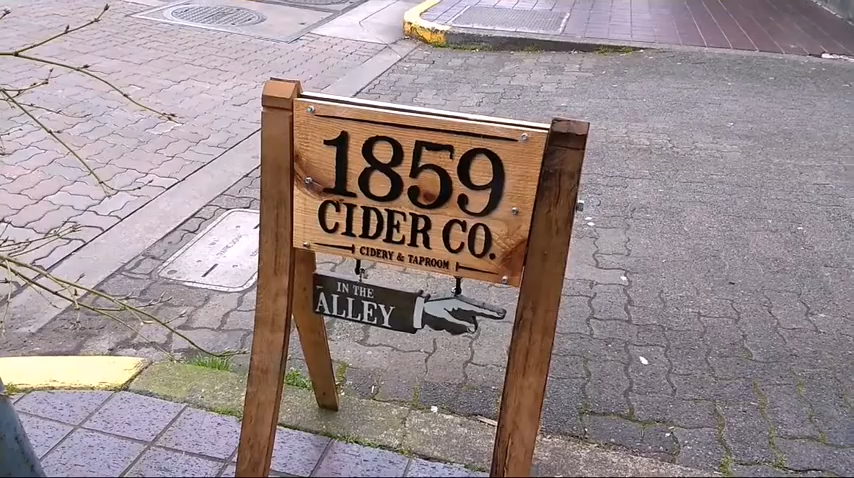 1859
CIDER CO
CIDERY & TAPROOM
IN THE
ALLEY